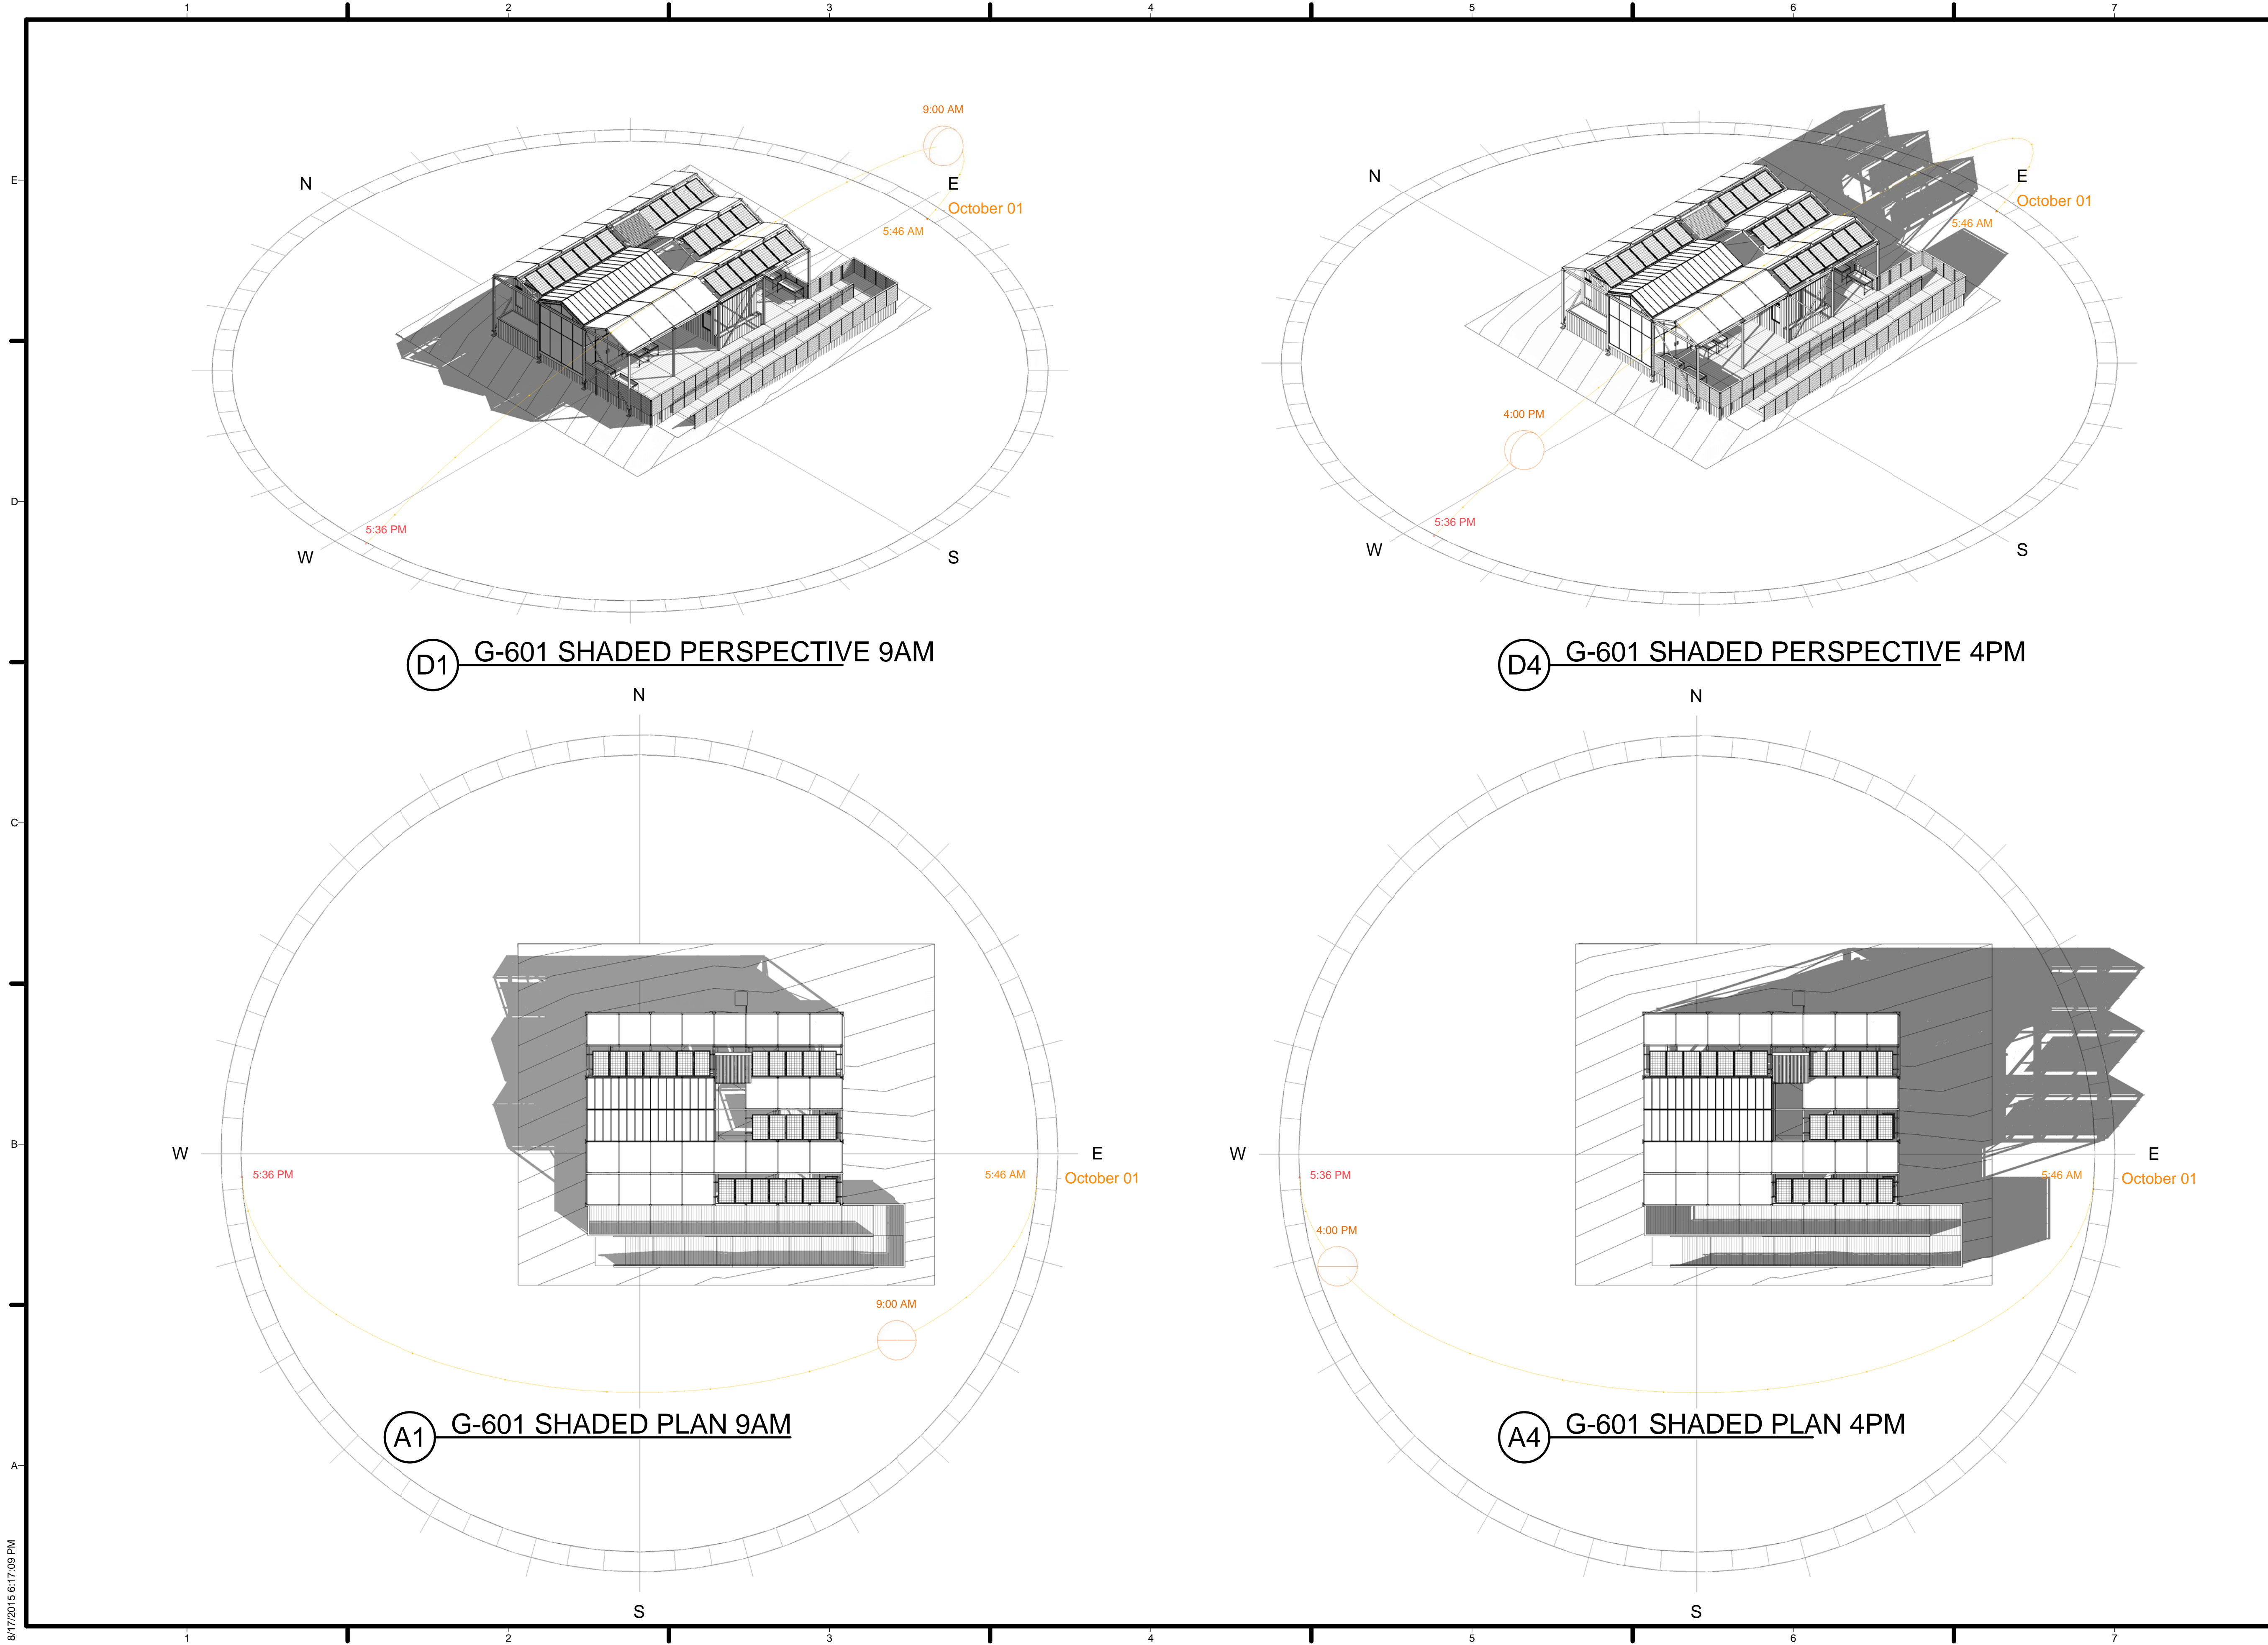 1 2 3 4 5 6 7
E
D
C
B
A
9:00 AM
N
E
October 01
5:46 AM
5:36 PM
W
S
D1 G-601 SHADED PERSPECTIVE 9AM
N
E
October 01
5:46 AM
4:00 PM
5:36 PM
W
S
D4 G-601 SHADED PERSPECTIVE 4PM
N
W
E
5:36 PM
5:46 AM
October 01
9:00 AM
A1 G-601 SHADED PLAN 9AM
S
N
W
E
5:36 PM
5:46 AM
October 01
4:00 PM
A4 G-601 SHADED PLAN 4PM
S
8/17/2015 6:17:09 PM
1 2 3 4 5 6 7